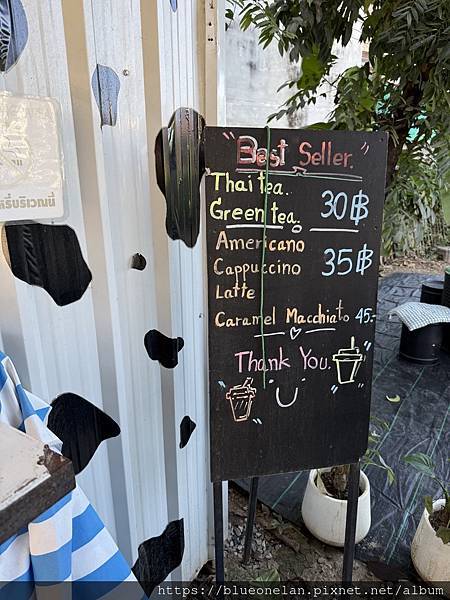 "Best Seller."
Thai tea.
Green tea. 30฿
Americano
Cappuccino 35฿
Latte
Caramel Macchiato 45.-
Thank You.
https://blueonelan.pixnet.net/album